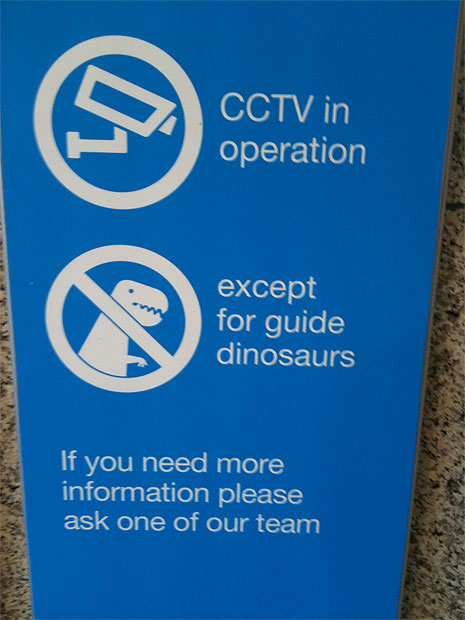 CCTV in
operation
except
for guide
dinosaurs
If you need more
information please
ask one of our team